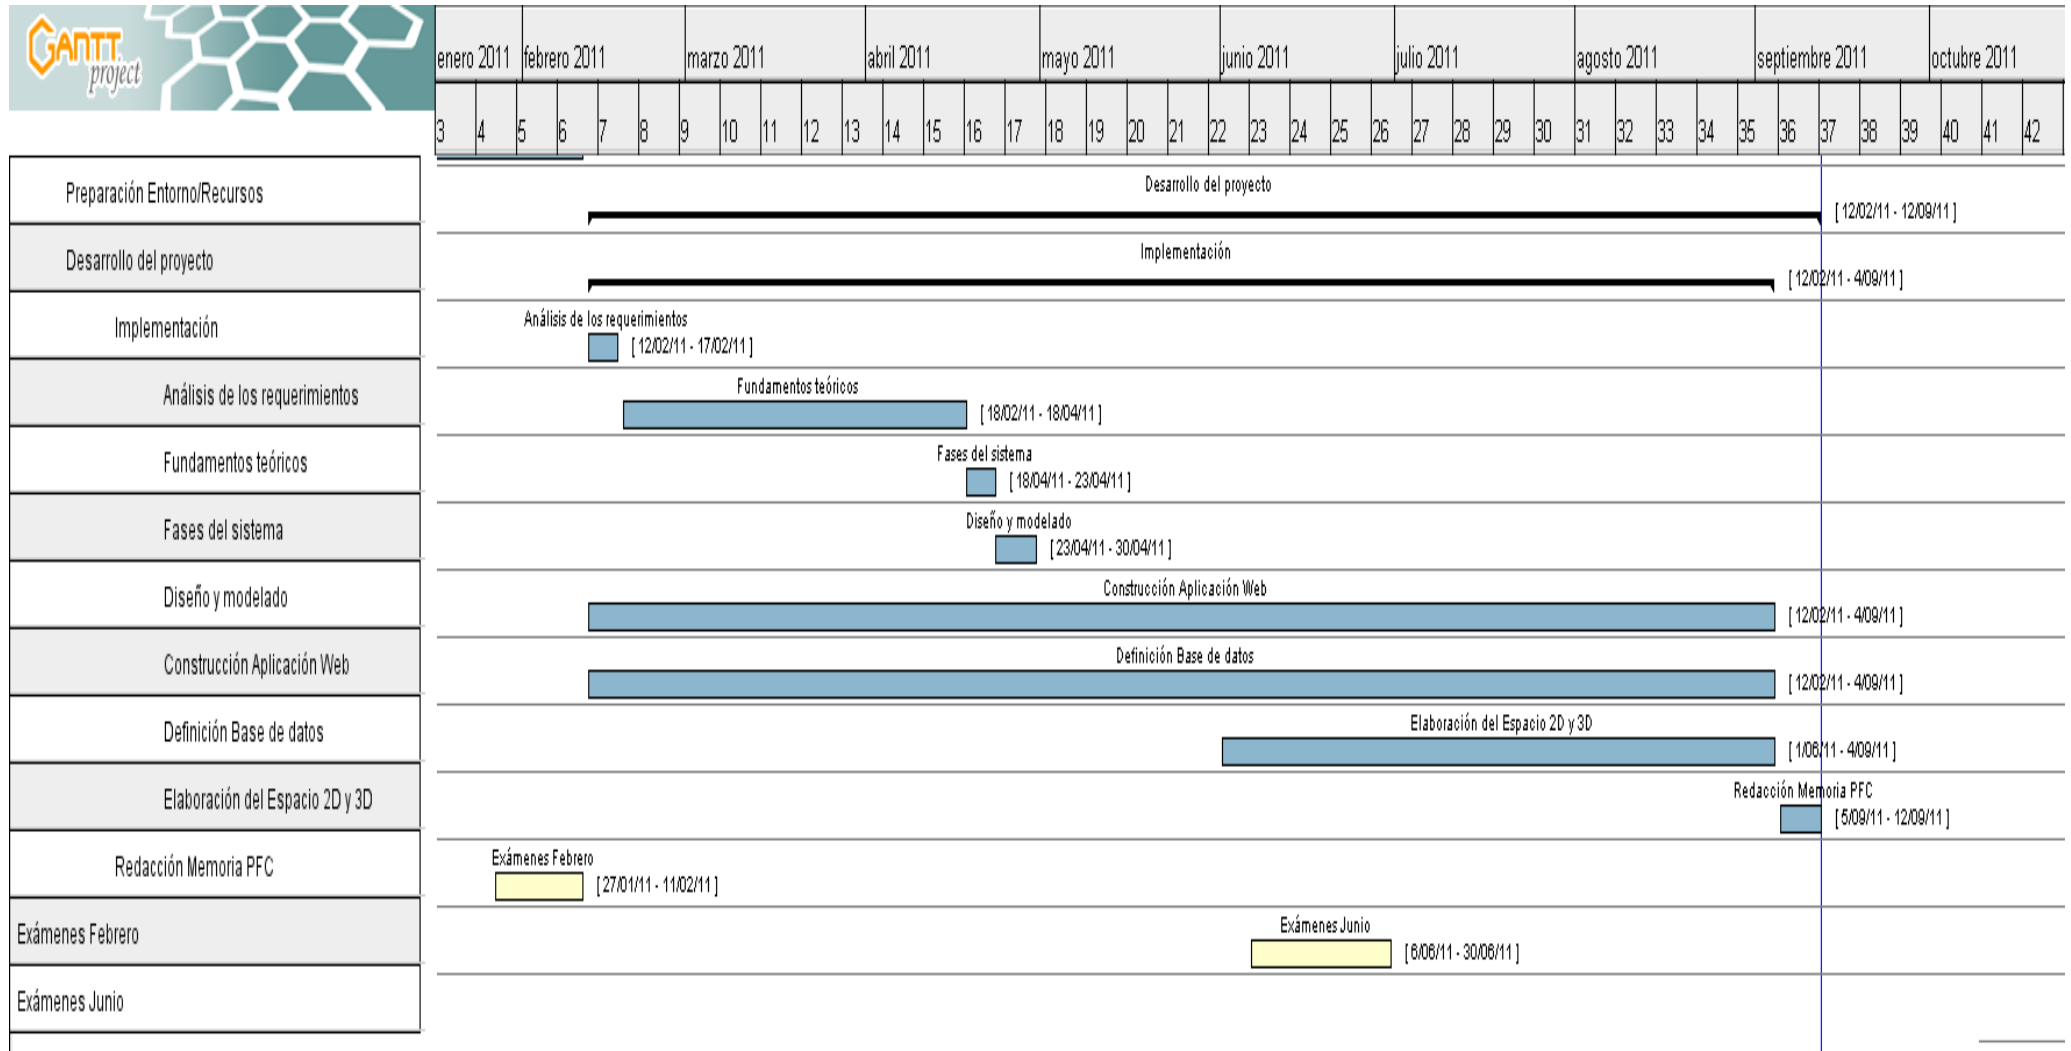 GANTT
project
enero 2011
febrero 2011
marzo 2011
abril 2011
mayo 2011
junio 2011
julio 2011
agosto 2011
septiembre 2011
octubre 2011
3 4 5 6 7 8 9 10 11 12 13 14 15 16 17 18 19 20 21 22 23 24 25 26 27 28 29 30 31 32 33 34 35 36 37 38 39 40 41 42
Preparación Entorno/Recursos
Desarrollo del proyecto
[ 12/02/11 - 12/09/11 ]
Desarrollo del proyecto
Implementación
[ 12/02/11 - 4/09/11 ]
Implementación
Análisis de los requerimientos
[ 12/02/11 - 17/02/11 ]
Análisis de los requerimientos
Fundamentos teóricos
[ 18/02/11 - 18/04/11 ]
Fundamentos teóricos
Fases del sistema
[ 18/04/11 - 23/04/11 ]
Fases del sistema
Diseño y modelado
[ 23/04/11 - 30/04/11 ]
Diseño y modelado
Construcción Aplicación Web
[ 12/02/11 - 4/09/11 ]
Construcción Aplicación Web
Definición Base de datos
[ 12/02/11 - 4/09/11 ]
Definición Base de datos
Elaboración del Espacio 2D y 3D
[ 1/06/11 - 4/09/11 ]
Elaboración del Espacio 2D y 3D
Redacción Memoria PFC
[ 5/09/11 - 12/09/11 ]
Redacción Memoria PFC
Exámenes Febrero
[ 27/01/11 - 11/02/11 ]
Exámenes Febrero
Exámenes Junio
[ 6/06/11 - 30/06/11 ]
Exámenes Junio